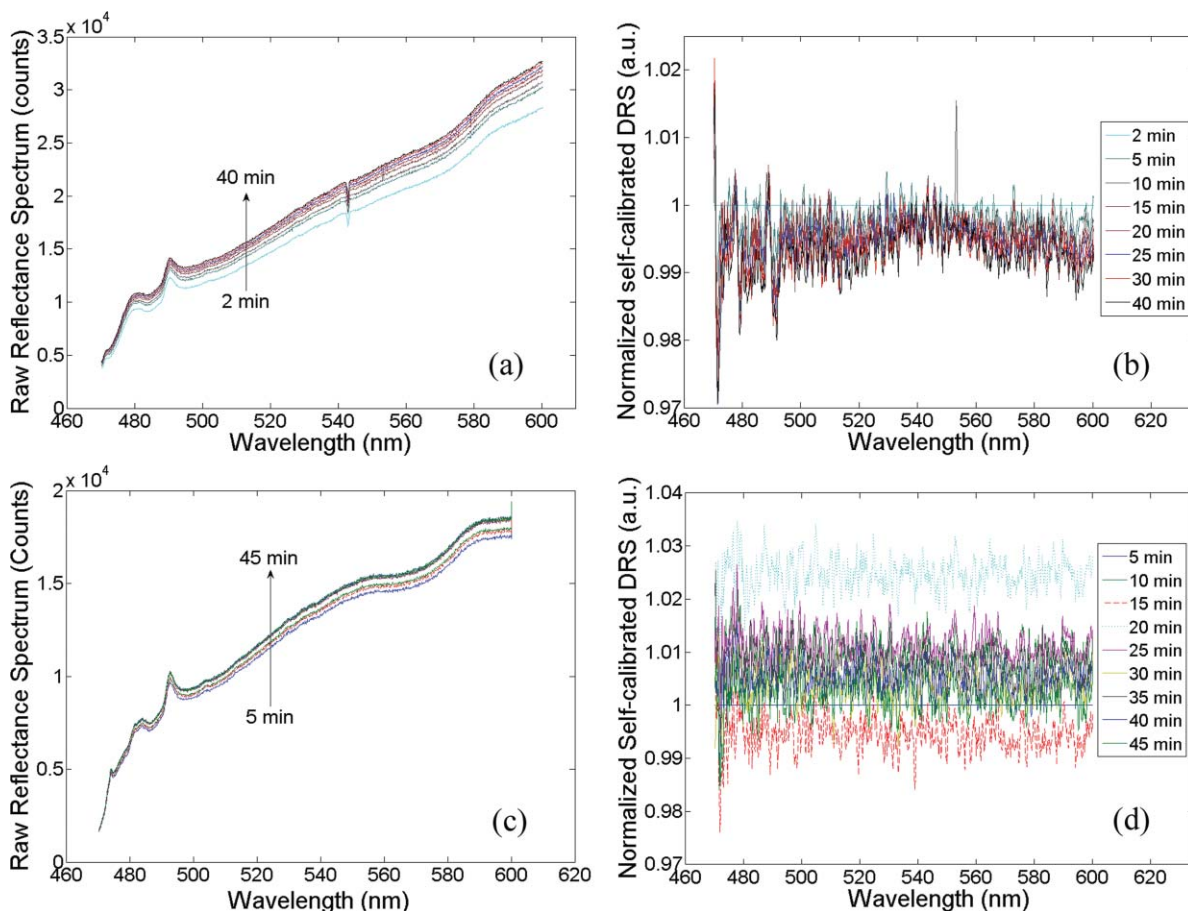 x 10^4
Raw Reflectance Spectrum (counts)
3.5
3
2.5
2
1.5
1
0.5
0
40 min
2 min
(a)
460 480 500 520 540 560 580 600
Wavelength (nm)
Normalized self-calibrated DRS (a.u.)
1.02
1.01
1
0.99
0.98
0.97
2 min
5 min
10 min
15 min
20 min
25 min
30 min
40 min
(b)
460 480 500 520 540 560 580 600 620
Wavelength (nm)
x 10^4
Raw Reflectance Spectrum (Counts)
2
1.5
1
0.5
0
45 min
5 min
(c)
460 480 500 520 540 560 580 600 620
Wavelength (nm)
Normalized Self-calibrated DRS (a.u.)
1.04
1.03
1.02
1.01
1
0.99
0.98
0.97
5 min
10 min
15 min
20 min
25 min
30 min
35 min
40 min
45 min
(d)
460 480 500 520 540 560 580 600 620
Wavelength (nm)